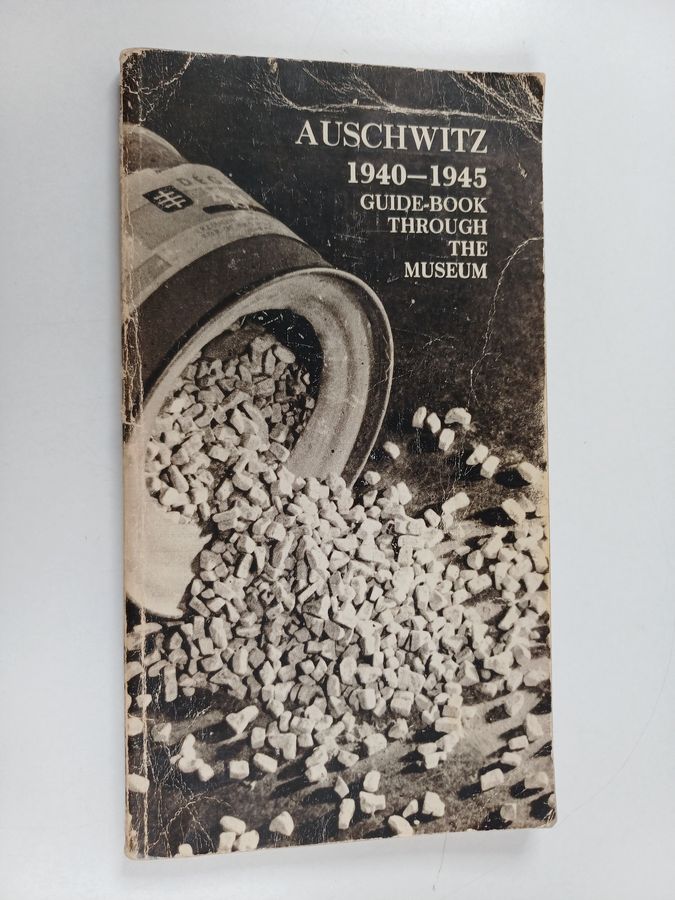 AUSCHWITZ
1940—1945
GUIDE-BOOK
THROUGH
THE
MUSEUM